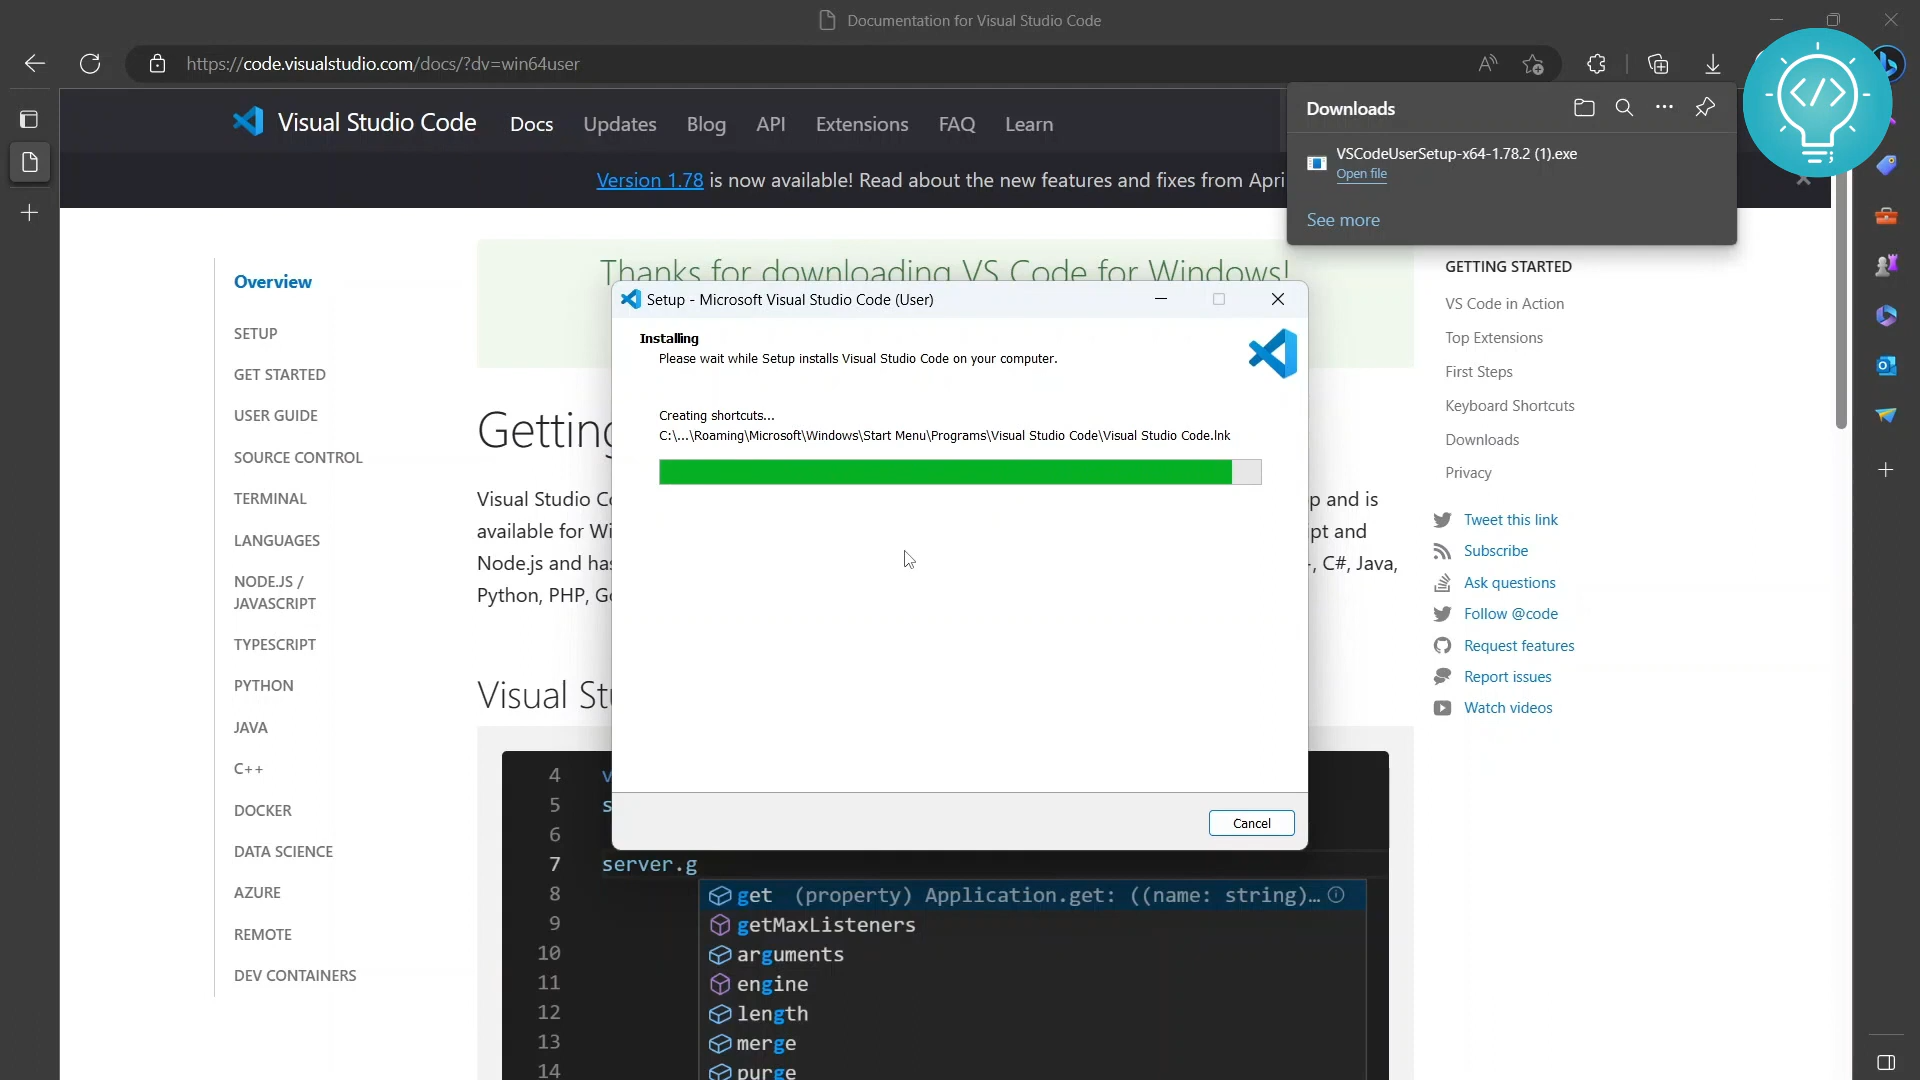 Documentation for Visual Studio Code
https://code.visualstudio.com/docs/?dv=win64user
Visual Studio Code
Docs
Updates
Blog
API
Extensions
FAQ
Learn
Version 1.78 is now available! Read about the new features and fixes from Apri
Downloads
VSCodeUserSetup-x64-1.78.2 (1).exe
Open file
See more
Overview
SETUP
GET STARTED
USER GUIDE
SOURCE CONTROL
TERMINAL
LANGUAGES
NODE.JS /
JAVASCRIPT
TYPESCRIPT
PYTHON
JAVA
C++
DOCKER
DATA SCIENCE
AZURE
REMOTE
DEV CONTAINERS
Thanks for downloading VS Code for Windows!
Getting
Visual Studio Co
p and is
available for Wi
pt and
Node.js and has
, C#, Java,
Python, PHP, Go
Visual Stu
Setup - Microsoft Visual Studio Code (User)
Installing
Please wait while Setup installs Visual Studio Code on your computer.
Creating shortcuts...
C:\...\Roaming\Microsoft\Windows\Start Menu\Programs\Visual Studio Code\Visual Studio Code.lnk
Cancel
4 v
5 s
6
7 server.g
8 get (property) Application.get: ((name: string)…
9 getMaxListeners
10 arguments
11 engine
12 length
13 merge
14 purge
GETTING STARTED
VS Code in Action
Top Extensions
First Steps
Keyboard Shortcuts
Downloads
Privacy
Tweet this link
Subscribe
Ask questions
Follow @code
Request features
Report issues
Watch videos